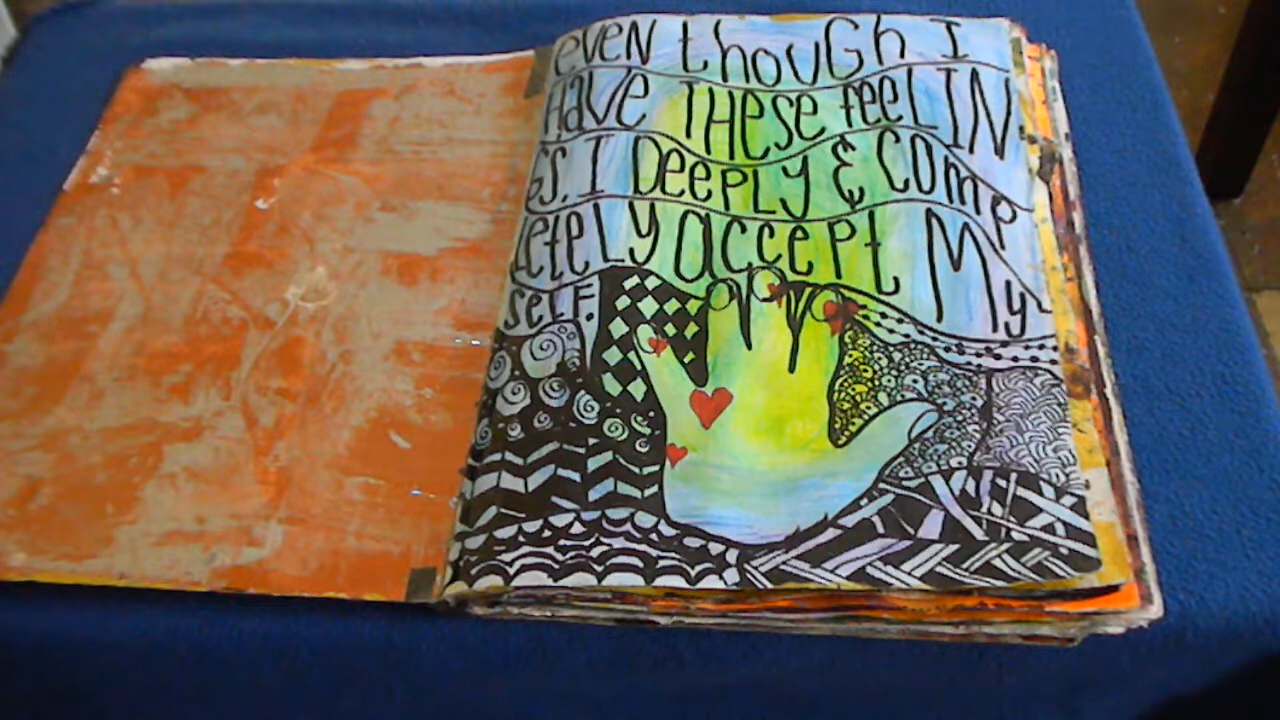 eVEN thouGh I
HaVe THese feelIN
GS. I DeePLY & COmP
LeteLy accePt My
seLF.